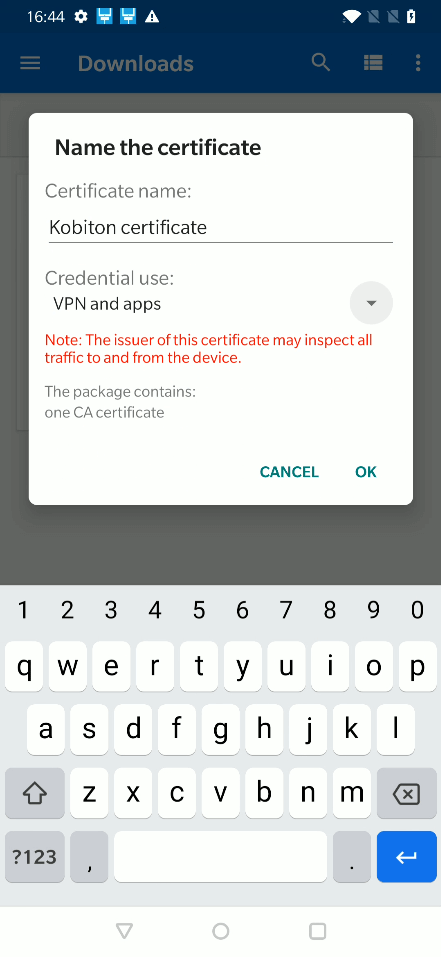 16:44
Downloads
Name the certificate
Certificate name:
Kobiton certificate
Credential use:
VPN and apps
Note: The issuer of this certificate may inspect all
traffic to and from the device.
The package contains:
one CA certificate
CANCEL OK
1 2 3 4 5 6 7 8 9 0
q w e r t y u i o p
a s d f g h j k l
z x c v b n m
?123 , .